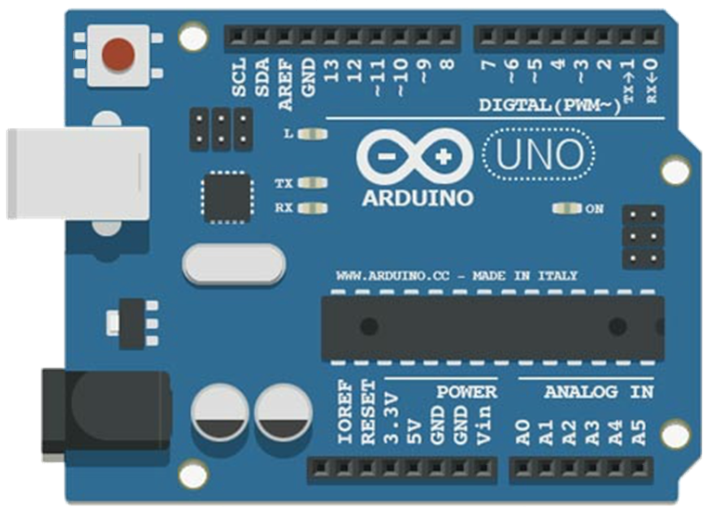 SCL
SDA
AREF
GND
13
12
~11
~10
~9
8
7
~6
~5
4
~3
2
TX→1
RX←0
DIGTAL(PWM~)
L
TX
RX
ARDUINO
UNO
ON
WWW.ARDUINO.CC - MADE IN ITALY
POWER
ANALOG IN
IOREF
RESET
3.3V
5V
GND
GND
Vin
A0
A1
A2
A3
A4
A5